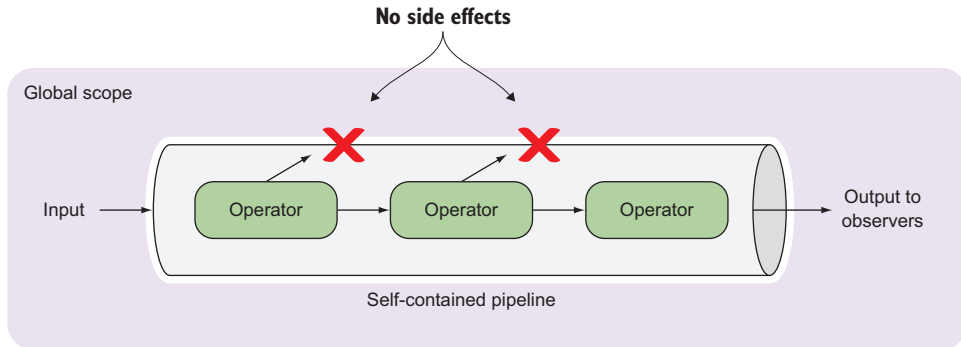 No side effects
Global scope
Input
Operator
Operator
Operator
Output to
observers
Self-contained pipeline